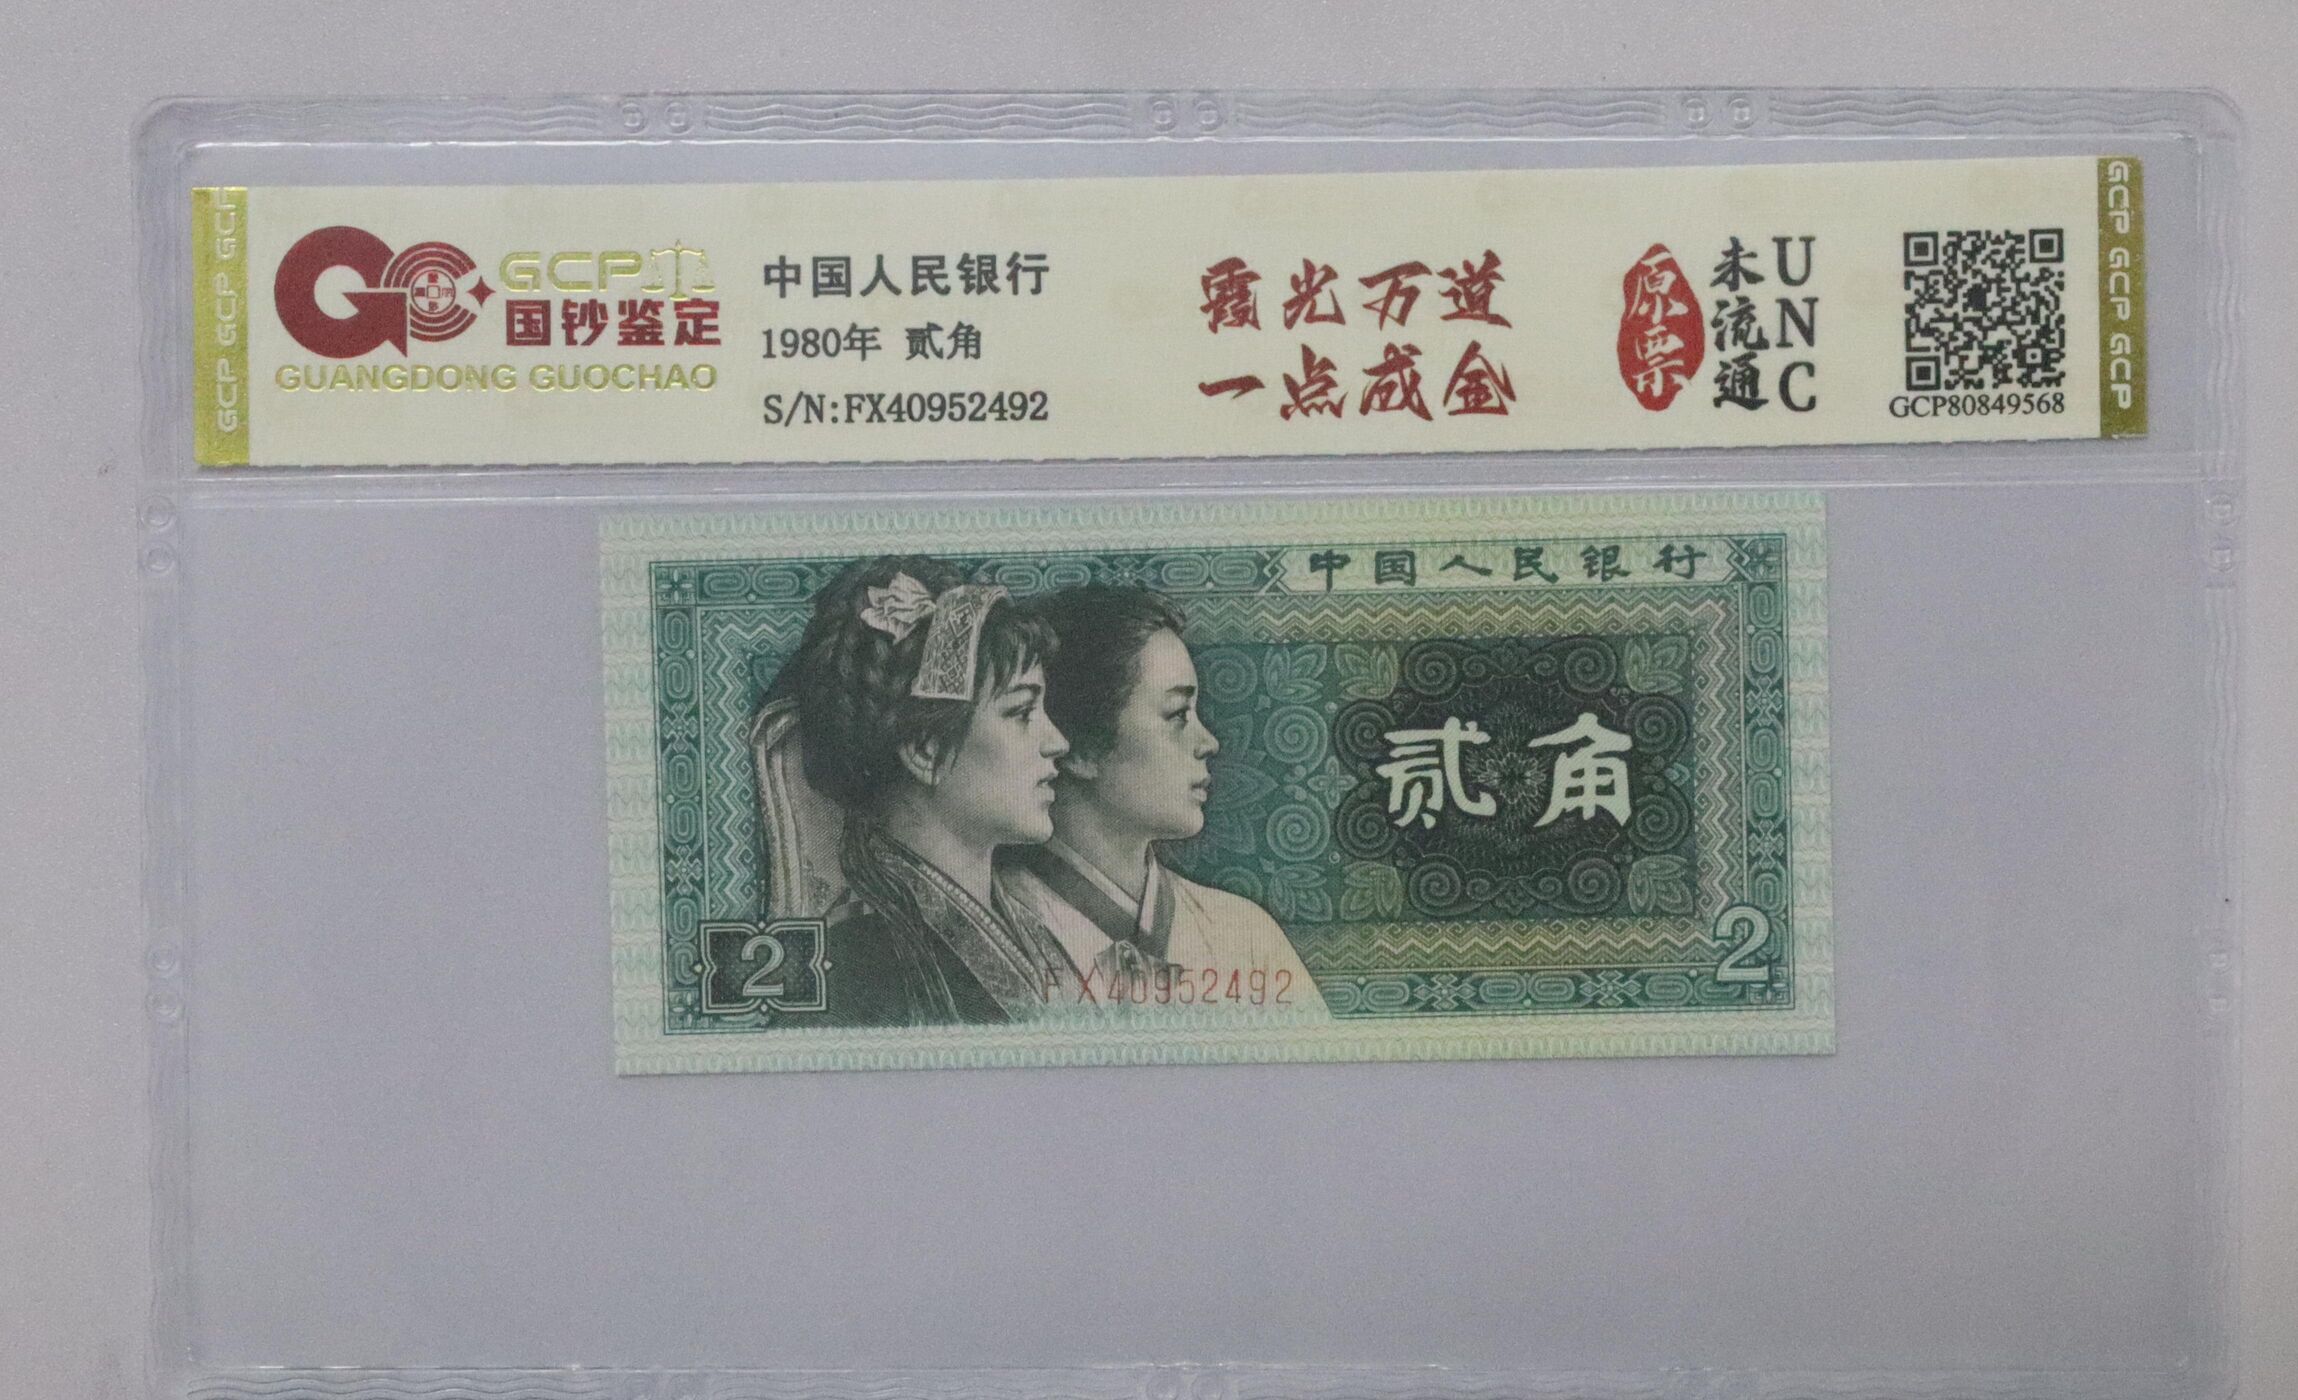 GCP GCP GCP
GCP
国钞鉴定
GUANGDONG GUOCHAO
中国人民银行
1980年 贰角
S/N:FX40952492
霞光万道
一点成金
原票
未流通
UNC
GCP80849568
GCP GCP GCP
中国人民银行
贰角
2
2
FX40952492